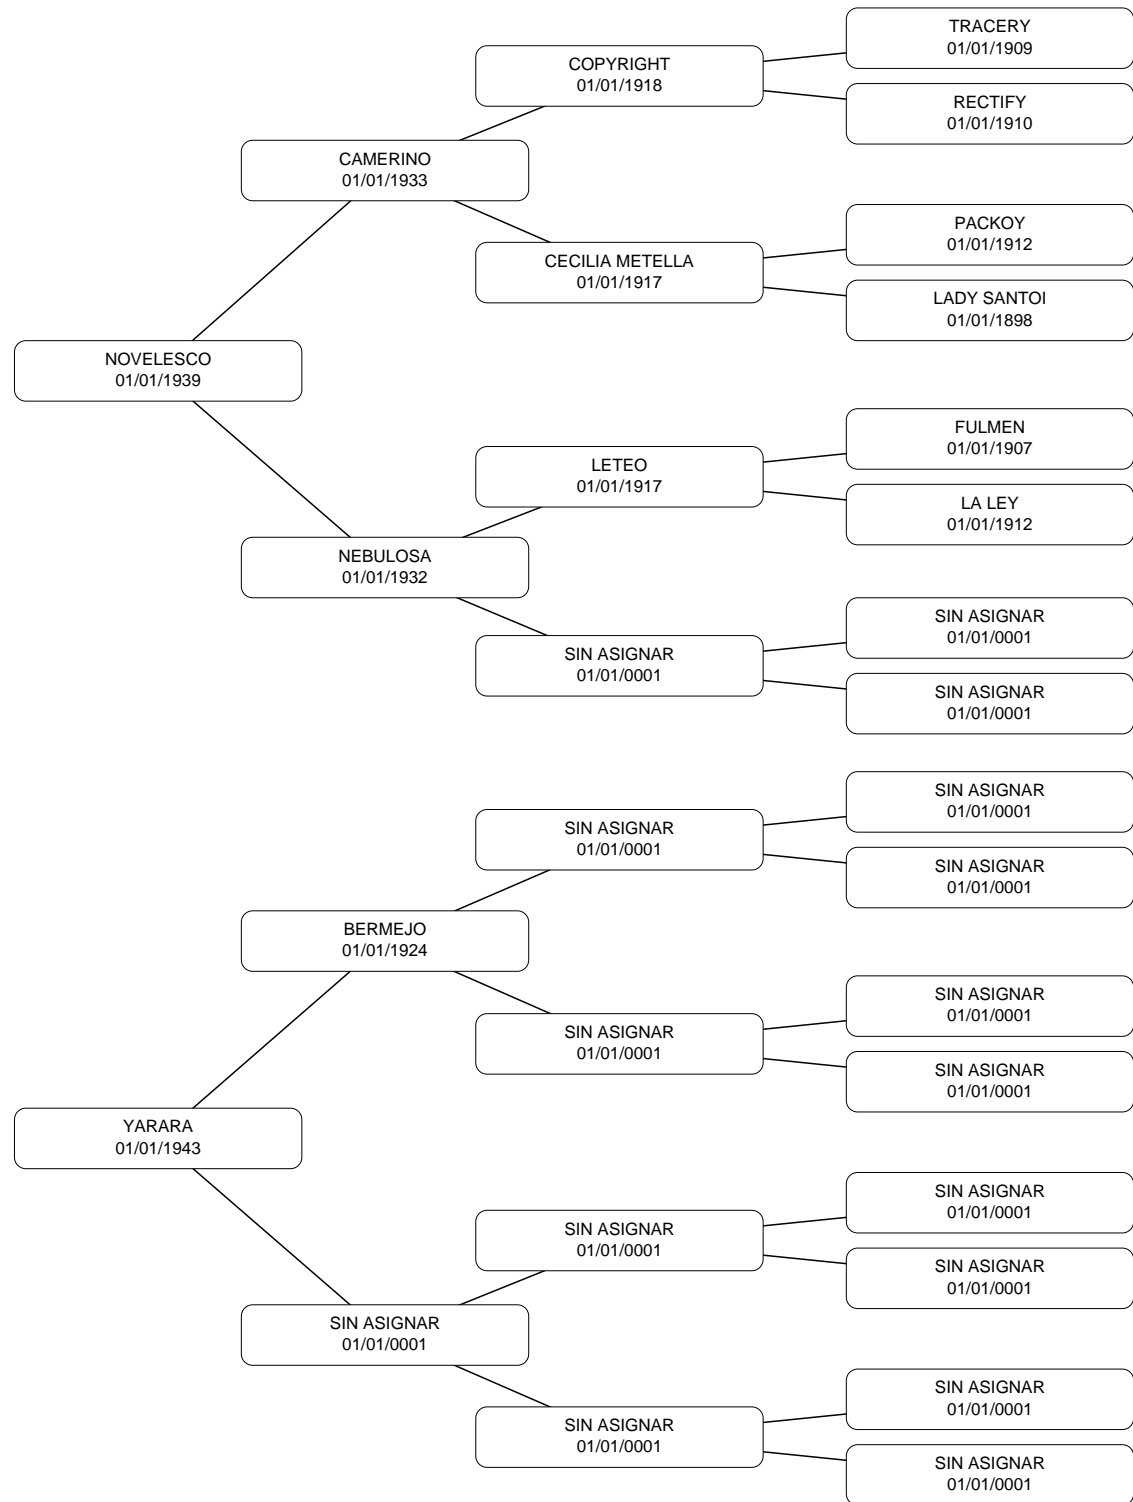 TRACERY
01/01/1909
COPYRIGHT
01/01/1918
RECTIFY
01/01/1910
CAMERINO
01/01/1933
PACKOY
01/01/1912
CECILIA METELLA
01/01/1917
LADY SANTOI
01/01/1898
NOVELESCO
01/01/1939
FULMEN
01/01/1907
LETEO
01/01/1917
LA LEY
01/01/1912
NEBULOSA
01/01/1932
SIN ASIGNAR
01/01/0001
SIN ASIGNAR
01/01/0001
SIN ASIGNAR
01/01/0001
SIN ASIGNAR
01/01/0001
SIN ASIGNAR
01/01/0001
SIN ASIGNAR
01/01/0001
BERMEJO
01/01/1924
SIN ASIGNAR
01/01/0001
SIN ASIGNAR
01/01/0001
SIN ASIGNAR
01/01/0001
YARARA
01/01/1943
SIN ASIGNAR
01/01/0001
SIN ASIGNAR
01/01/0001
SIN ASIGNAR
01/01/0001
SIN ASIGNAR
01/01/0001
SIN ASIGNAR
01/01/0001
SIN ASIGNAR
01/01/0001
SIN ASIGNAR
01/01/0001